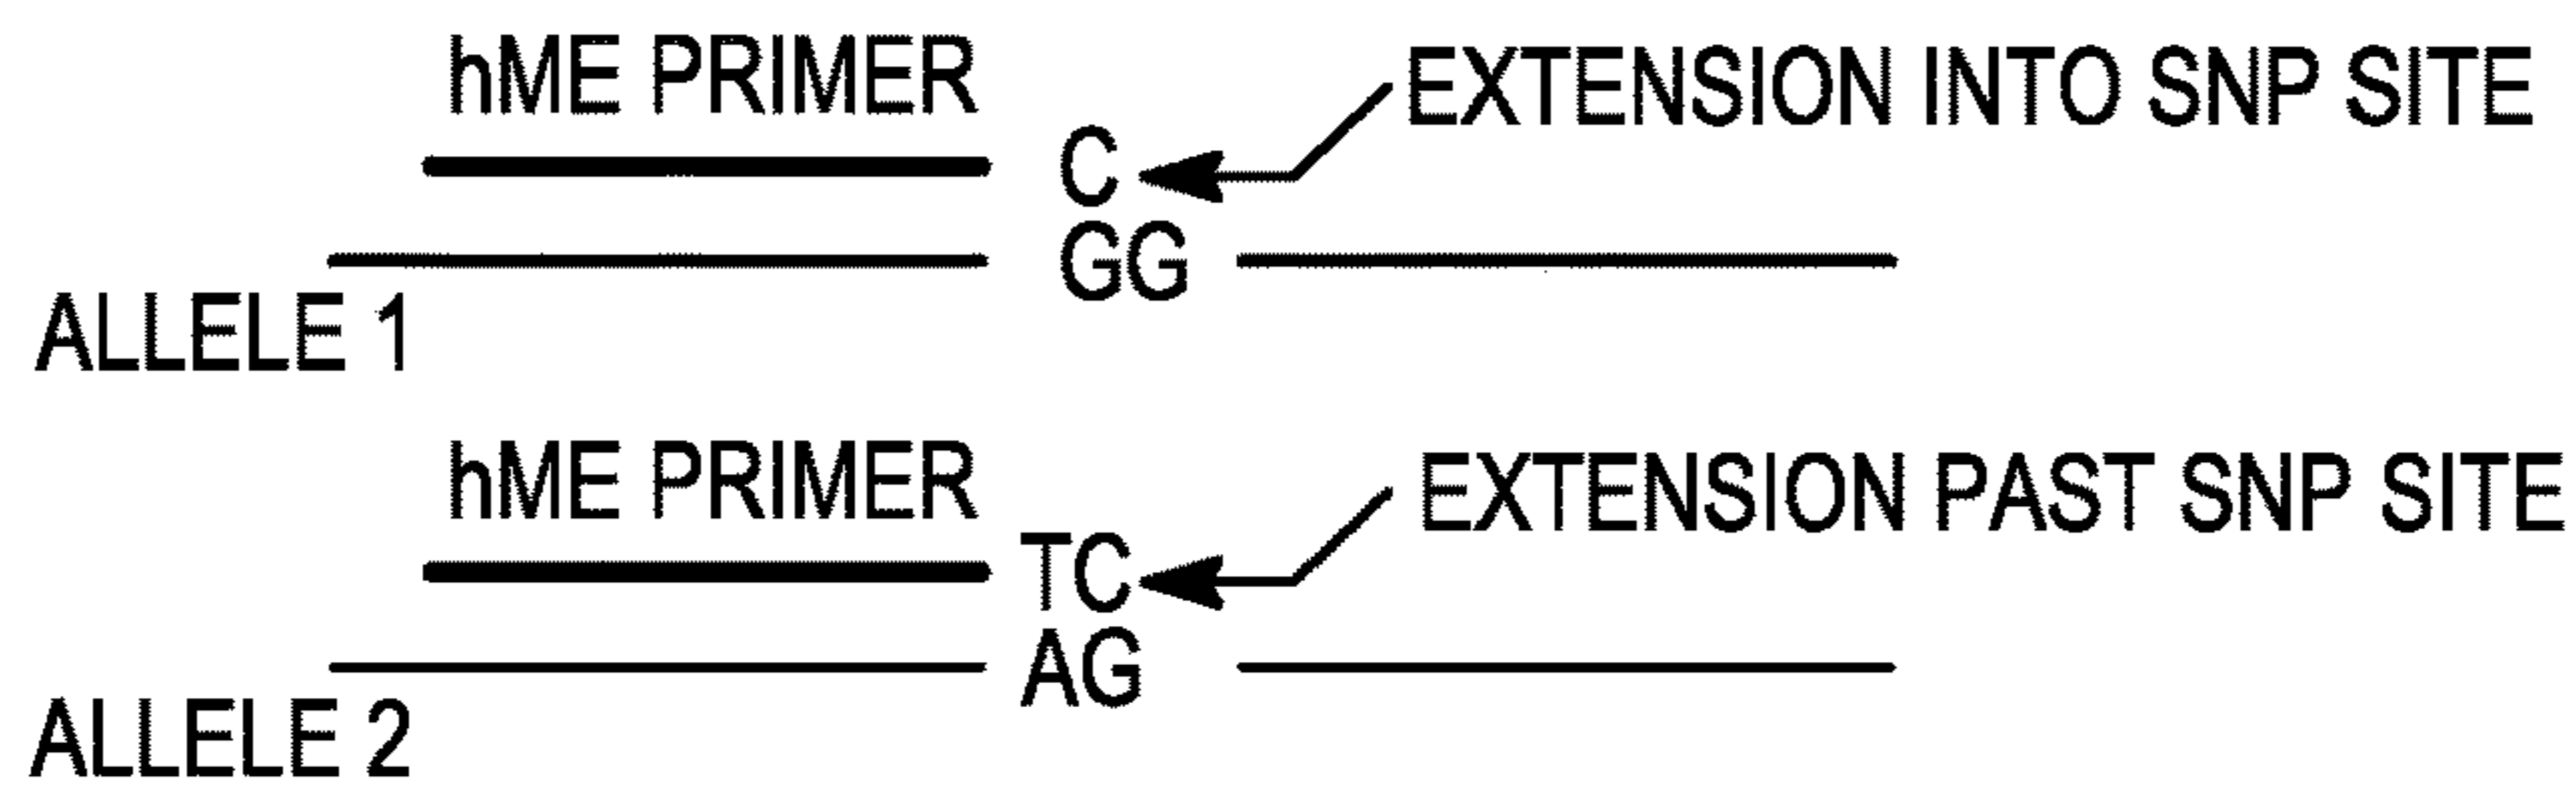 hME PRIMER
EXTENSION INTO SNP SITE
C
GG
ALLELE 1
hME PRIMER
EXTENSION PAST SNP SITE
TC
AG
ALLELE 2